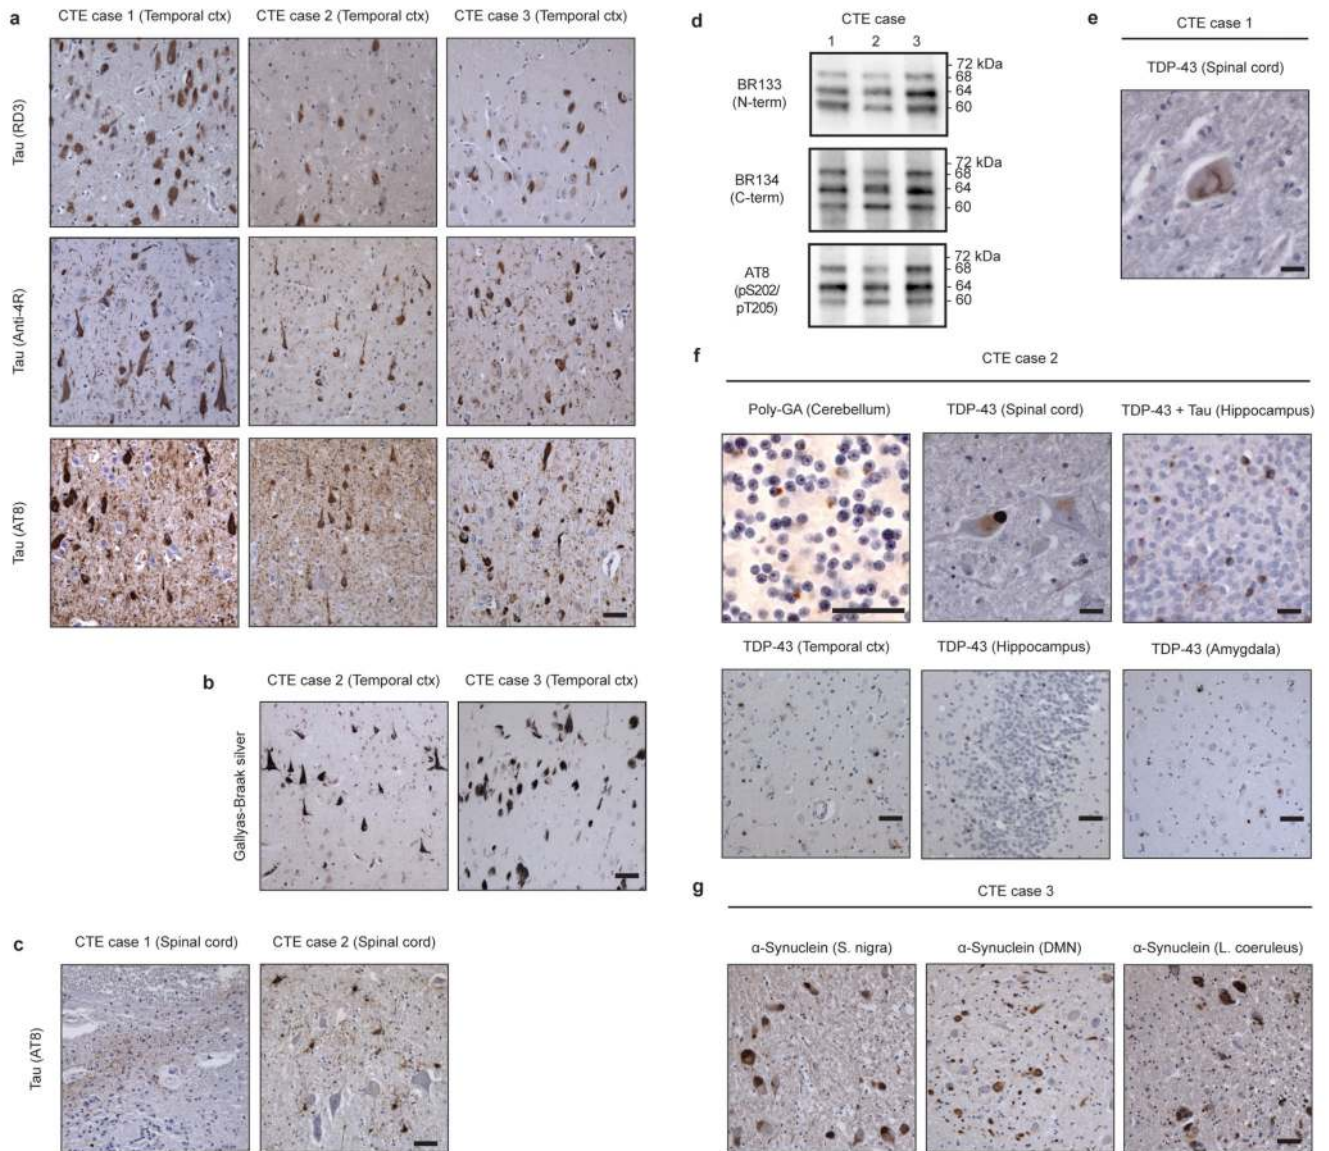 a
CTE case 1 (Temporal ctx)
CTE case 2 (Temporal ctx)
CTE case 3 (Temporal ctx)
Tau (RD3)
Tau (Anti-4R)
Tau (AT8)
b
CTE case 2 (Temporal ctx)
CTE case 3 (Temporal ctx)
Gallyas-Braak silver
c
CTE case 1 (Spinal cord)
CTE case 2 (Spinal cord)
Tau (AT8)
d
CTE case
1 2 3
BR133
(N-term)
72 kDa
68
64
60
BR134
(C-term)
72 kDa
68
64
60
AT8
(pS202/
pT205)
72 kDa
68
64
60
e
CTE case 1
TDP-43 (Spinal cord)
f
CTE case 2
Poly-GA (Cerebellum)
TDP-43 (Spinal cord)
TDP-43 + Tau (Hippocampus)
TDP-43 (Temporal ctx)
TDP-43 (Hippocampus)
TDP-43 (Amygdala)
g
CTE case 3
α-Synuclein (S. nigra)
α-Synuclein (DMN)
α-Synuclein (L. coeruleus)